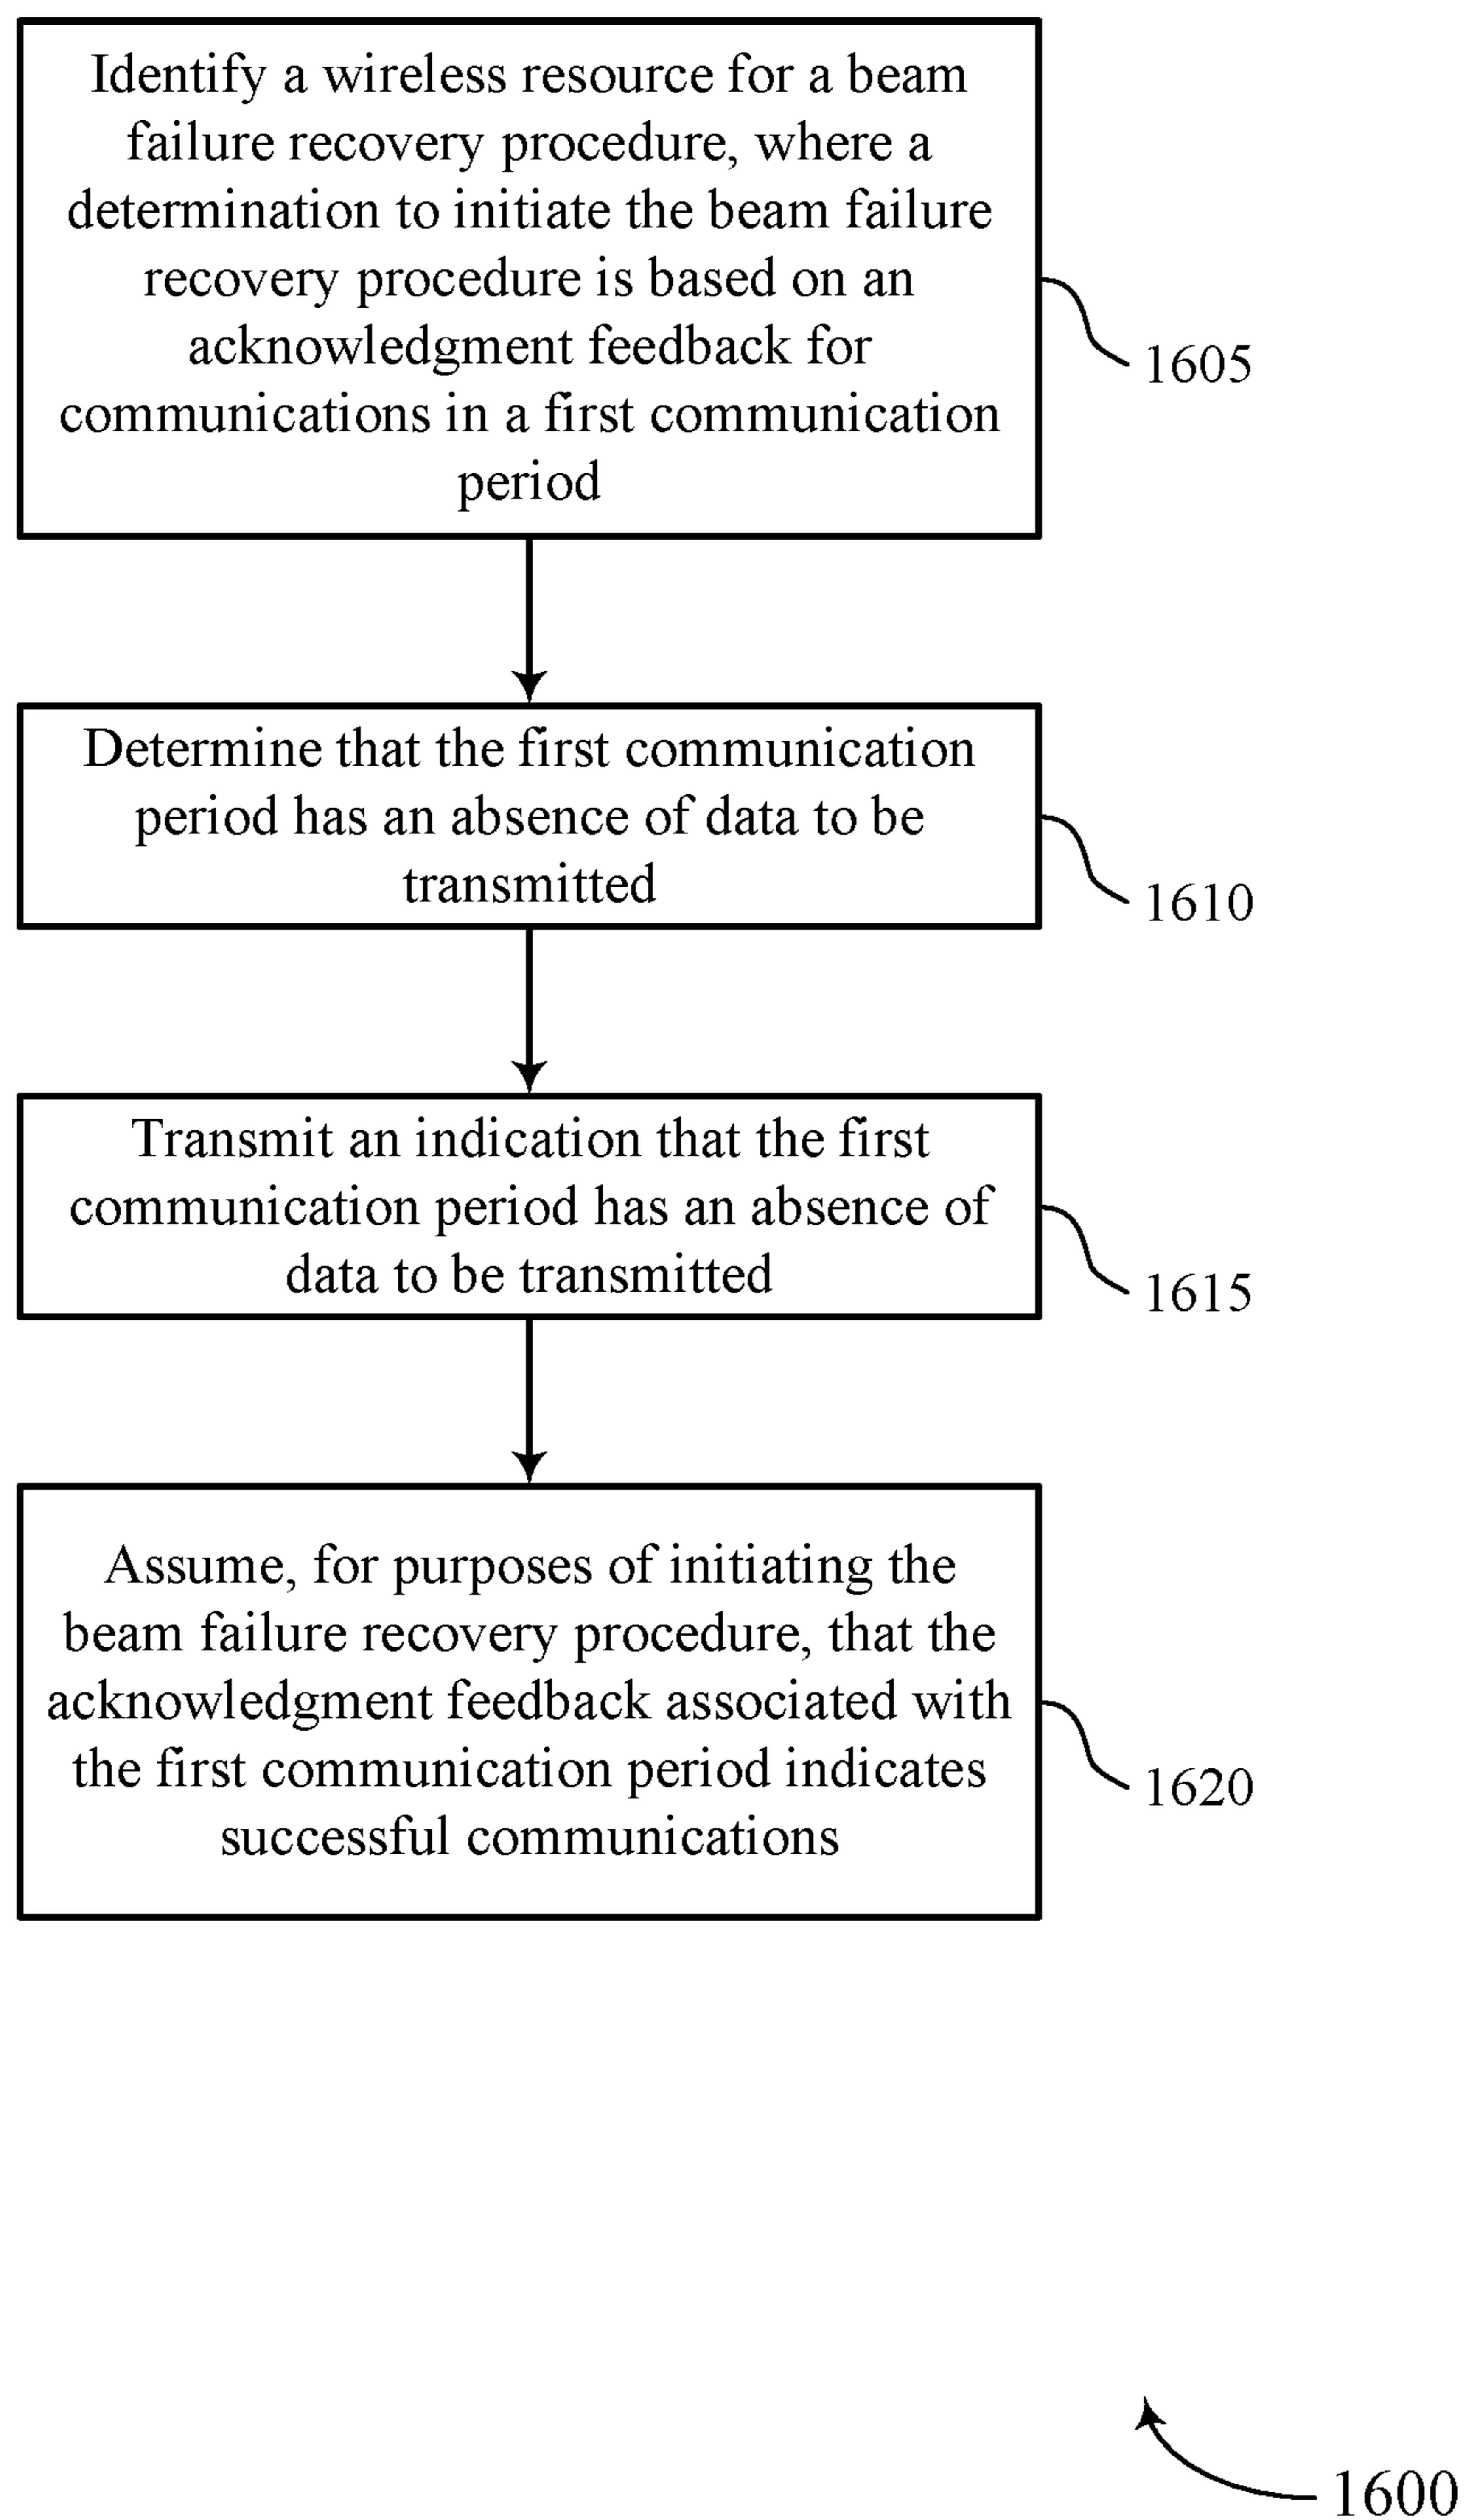 Identify a wireless resource for a beam
failure recovery procedure, where a
determination to initiate the beam failure
recovery procedure is based on an
acknowledgment feedback for
communications in a first communication
period
1605
Determine that the first communication
period has an absence of data to be
transmitted
1610
Transmit an indication that the first
communication period has an absence of
data to be transmitted
1615
Assume, for purposes of initiating the
beam failure recovery procedure, that the
acknowledgment feedback associated with
the first communication period indicates
successful communications
1620
1600